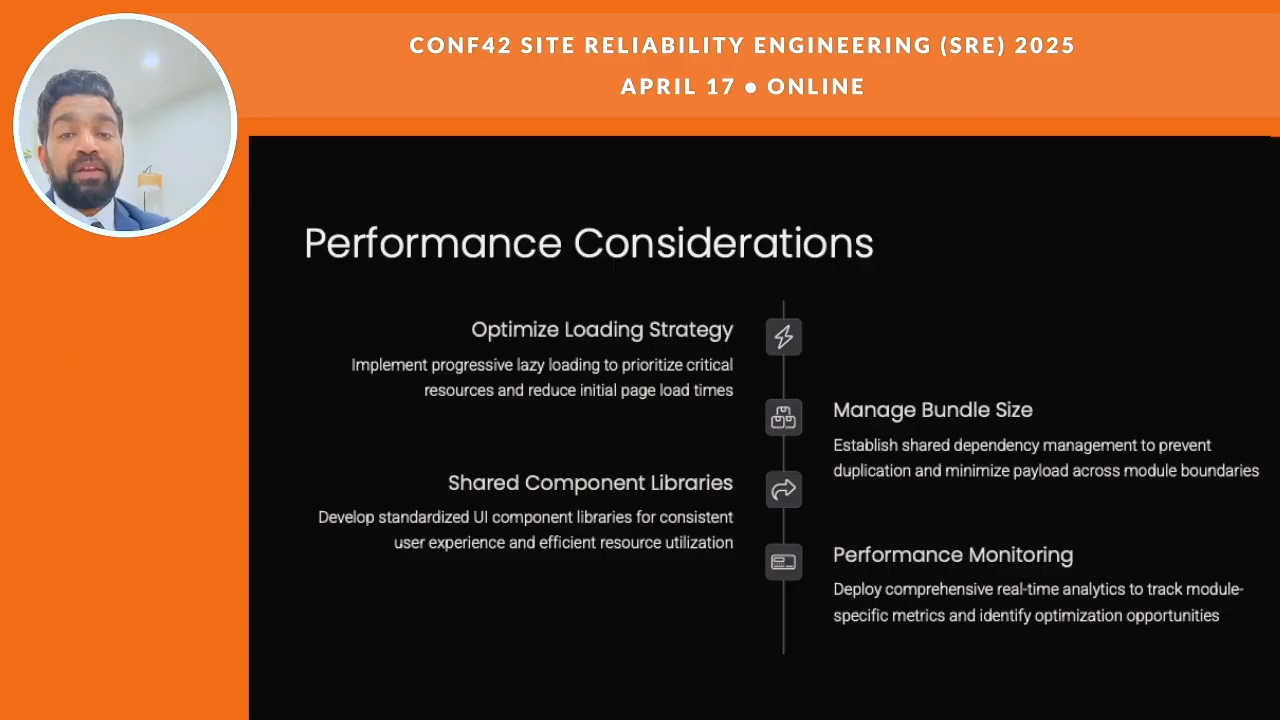 CONF42 SITE RELIABILITY ENGINEERING (SRE) 2025
APRIL 17 ● ONLINE
Performance Considerations
Optimize Loading Strategy
Implement progressive lazy loading to prioritize critical
resources and reduce initial page load times
Manage Bundle Size
Establish shared dependency management to prevent
duplication and minimize payload across module boundaries
Shared Component Libraries
Develop standardized UI component libraries for consistent
user experience and efficient resource utilization
Performance Monitoring
Deploy comprehensive real-time analytics to track module-
specific metrics and identify optimization opportunities